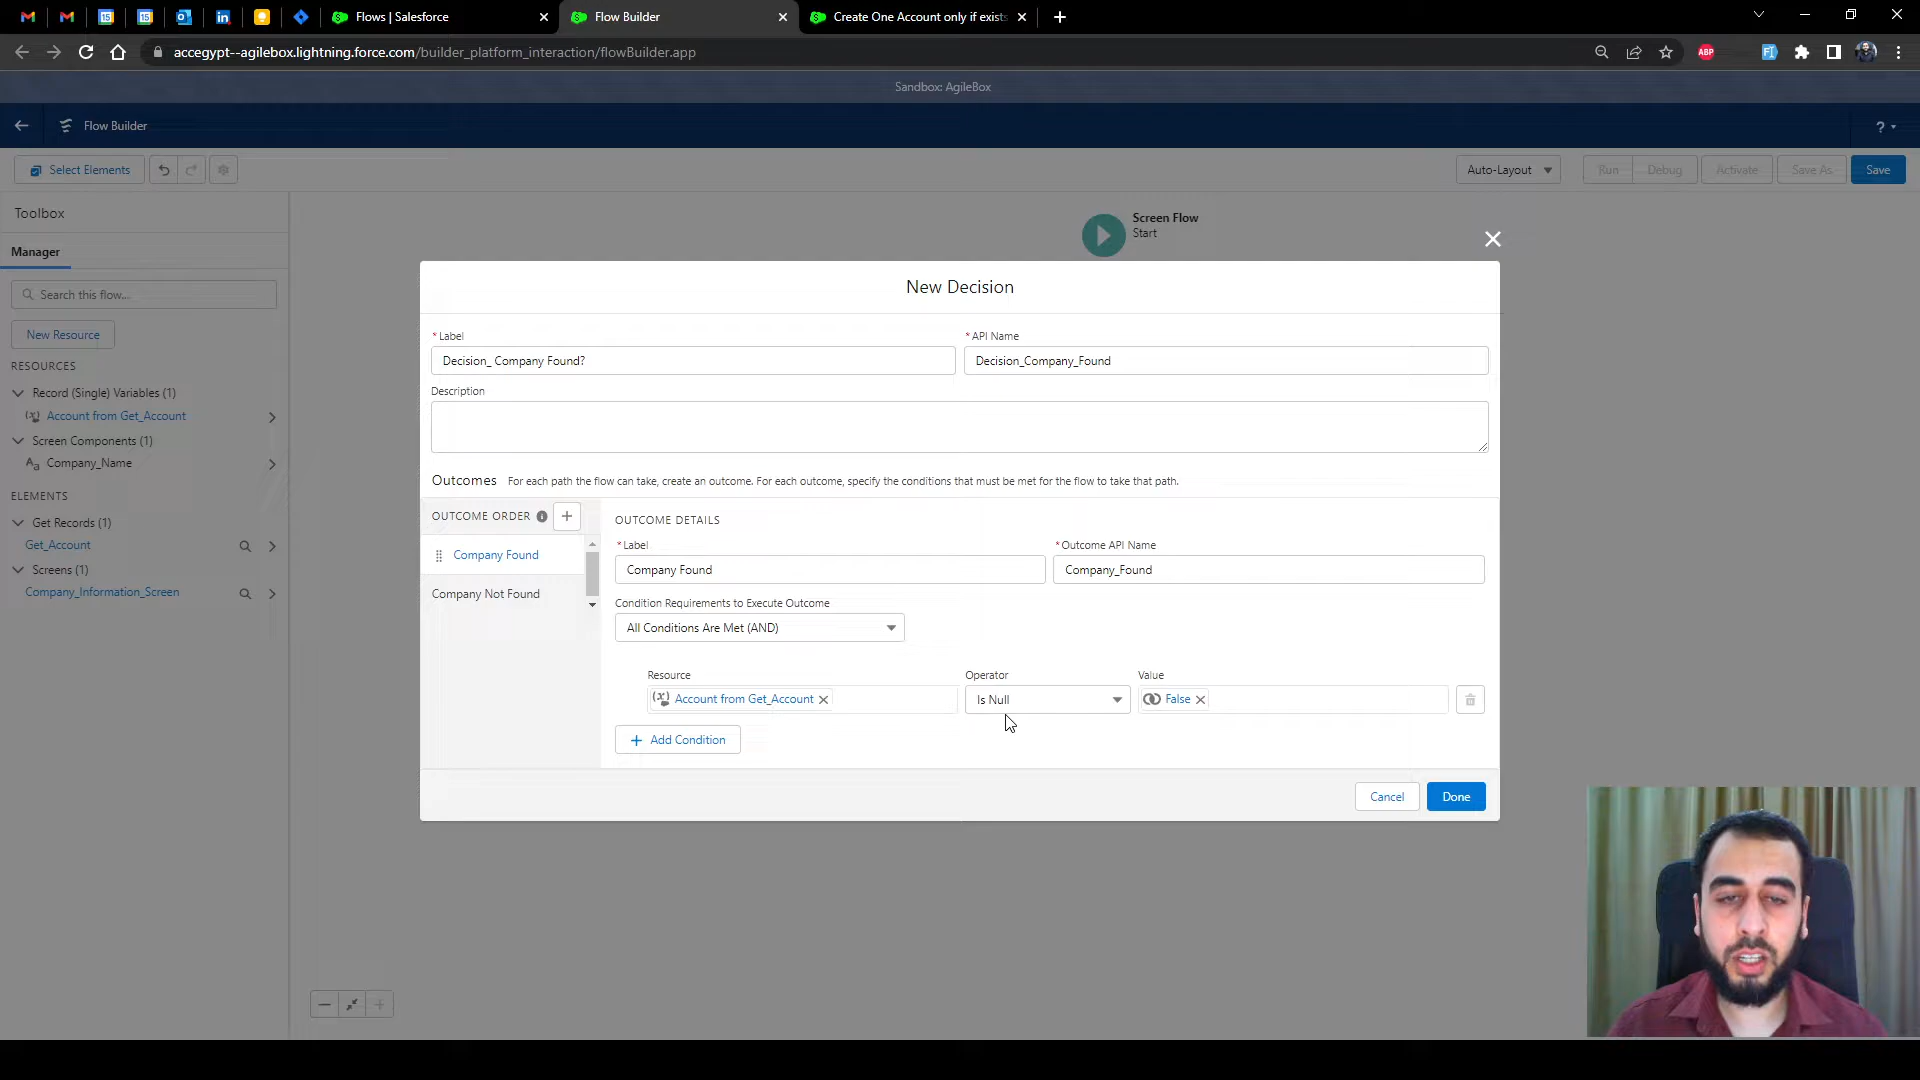 Flows | Salesforce
Flow Builder
Create One Account only if exists
accegypt--agilebox.lightning.force.com/builder_platform_interaction/flowBuilder.app
ABP
Sandbox: AgileBox
Flow Builder
?
Select Elements
Auto-Layout
Run
Debug
Activate
Save As
Save
Toolbox
Manager
Search this flow...
New Resource
RESOURCES
Record (Single) Variables (1)
Account from Get_Account
Screen Components (1)
Company_Name
ELEMENTS
Get Records (1)
Get_Account
Screens (1)
Company_Information_Screen
Screen Flow
Start
New Decision
* Label
Decision_ Company Found?
* API Name
Decision_Company_Found
Description
Outcomes For each path the flow can take, create an outcome. For each outcome, specify the conditions that must be met for the flow to take that path.
OUTCOME ORDER
Company Found
Company Not Found
OUTCOME DETAILS
* Label
Company Found
* Outcome API Name
Company_Found
Condition Requirements to Execute Outcome
All Conditions Are Met (AND)
Resource
Account from Get_Account
Operator
Is Null
Value
False
Add Condition
Cancel
Done